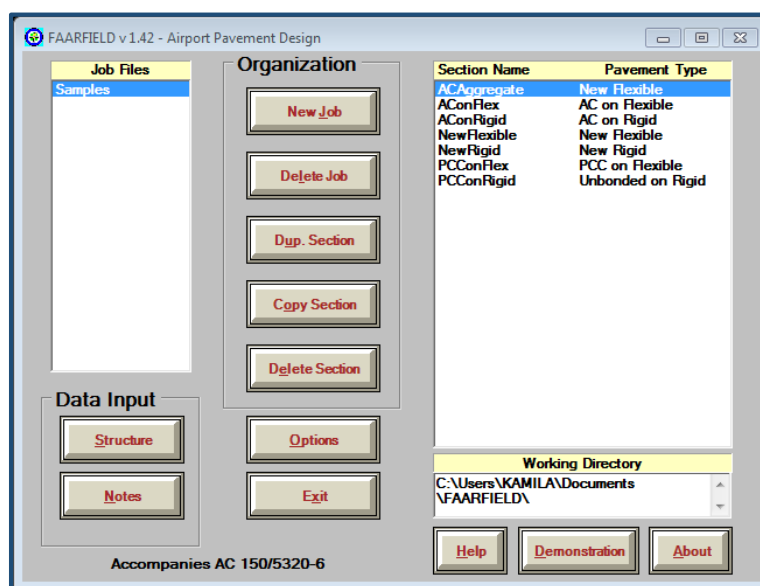 FAARFIELD v 1.42 - Airport Pavement Design
Job Files
Samples
Organization
New Job
Delete Job
Dup. Section
Copy Section
Delete Section
Section Name Pavement Type
ACAggregate New Flexible
AConFlex AC on Flexible
AConRigid AC on Rigid
NewFlexible New Flexible
NewRigid New Rigid
PCConFlex PCC on Flexible
PCConRigid Unbonded on Rigid
Data Input
Structure
Notes
Options
Exit
Working Directory
C:\Users\KAMILA\Documents
\FAARFIELD\
Help
Demonstration
About
Accompanies AC 150/5320-6